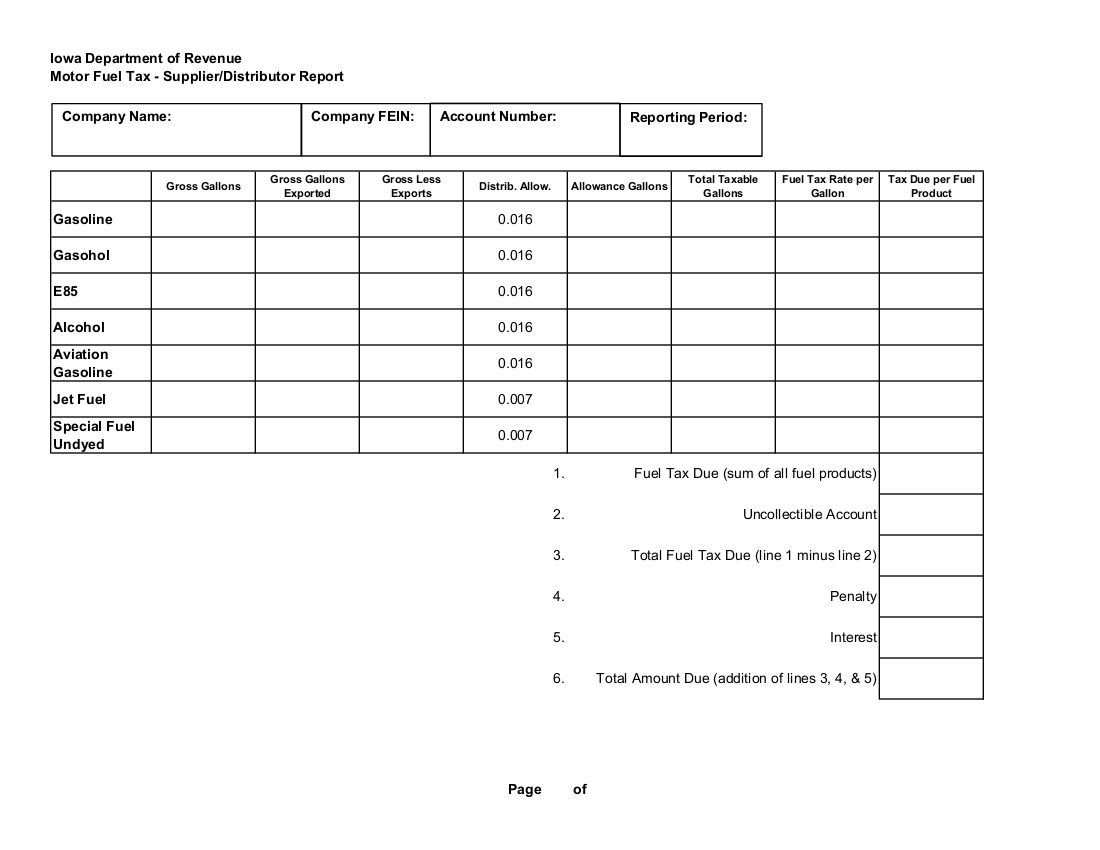 Iowa Department of Revenue
Motor Fuel Tax - Supplier/Distributor Report
Company Name: Company FEIN: Account Number: Reporting Period:
Gross Gallons Gross Gallons Exported Gross Less Exports Distrib. Allow. Allowance Gallons Total Taxable Gallons Fuel Tax Rate per Gallon Tax Due per Fuel Product
Gasoline 0.016
Gasohol 0.016
E85 0.016
Alcohol 0.016
Aviation Gasoline 0.016
Jet Fuel 0.007
Special Fuel Undyed 0.007
1. Fuel Tax Due (sum of all fuel products)
2. Uncollectible Account
3. Total Fuel Tax Due (line 1 minus line 2)
4. Penalty
5. Interest
6. Total Amount Due (addition of lines 3, 4, & 5)
Page of